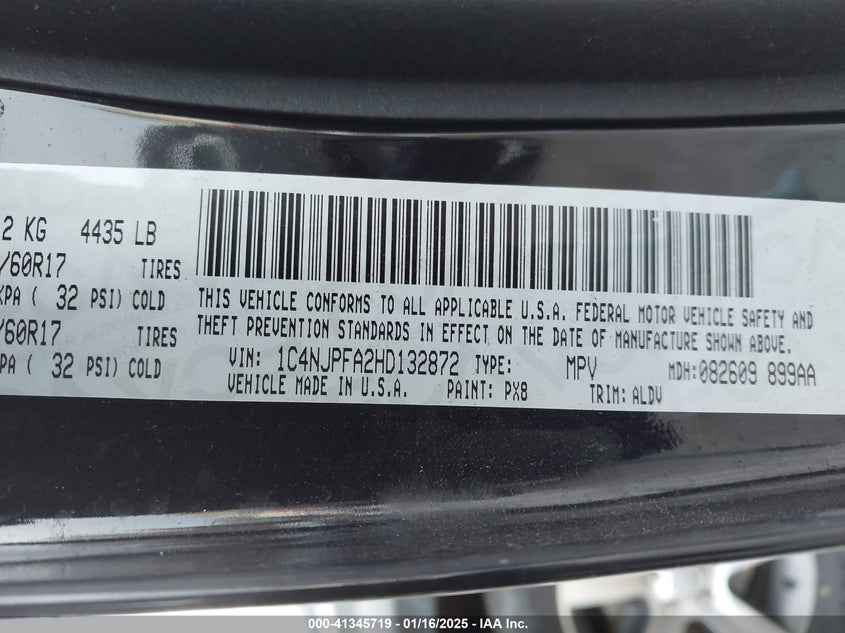 2 KG 4435 LB
/60R17 TIRES
KPA ( 32 PSI) COLD
/60R17 TIRES
KPA ( 32 PSI) COLD
THIS VEHICLE CONFORMS TO ALL APPLICABLE U.S.A. FEDERAL MOTOR VEHICLE SAFETY AND
THEFT PREVENTION STANDARDS IN EFFECT ON THE DATE OF MANUFACTURE SHOWN ABOVE.
VIN: 1C4NJPFA2HD132872 TYPE: MPV MDH:082609 899AA
VEHICLE MADE IN U.S.A. PAINT: PX8 TRIM: ALDV
000-41345719 - 01/16/2025 - IAA Inc.